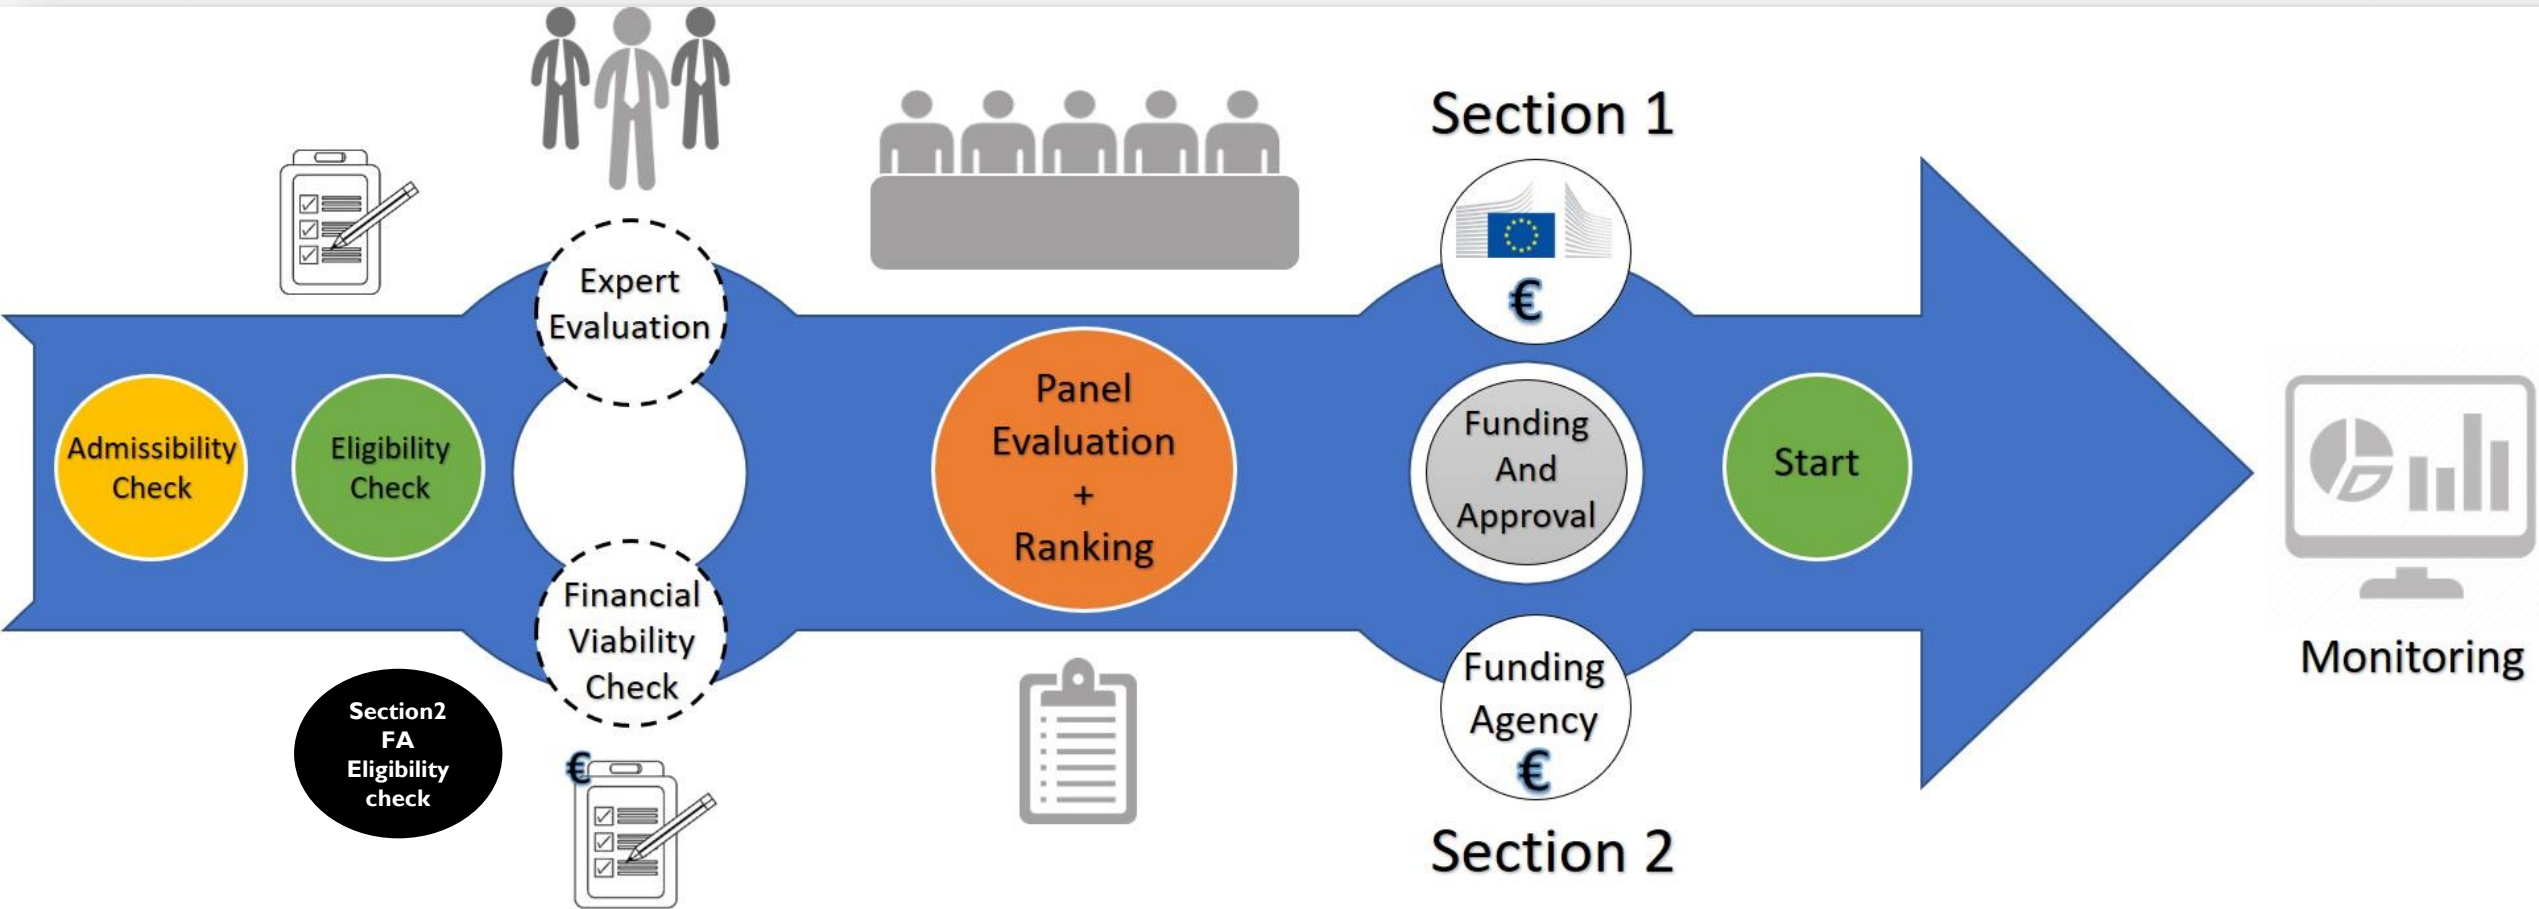 Admissibility
Check
Eligibility
Check
Section2
FA
Eligibility
check
Expert
Evaluation
Financial
Viability
Check
€
Panel
Evaluation
+
Ranking
Section 1
€
Funding
And
Approval
Funding
Agency
€
Section 2
Start
Monitoring